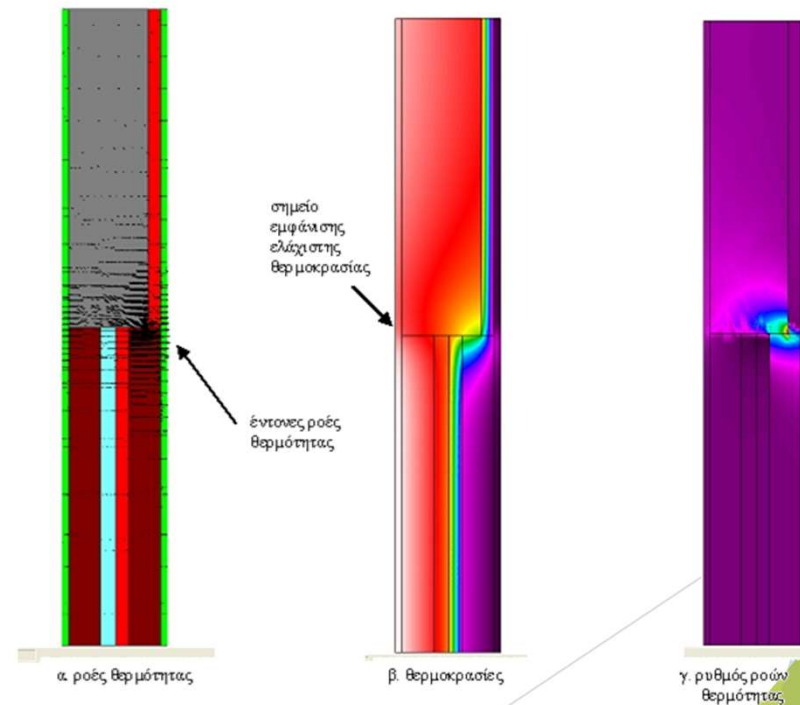 σημείο
εμφάνισης
ελάχιστης
θερμοκρασίας
έντονες ροές
θερμότητας
α. ροές θερμότητας
β. θερμοκρασίες
γ. ρυθμός ροών
θερμότητας